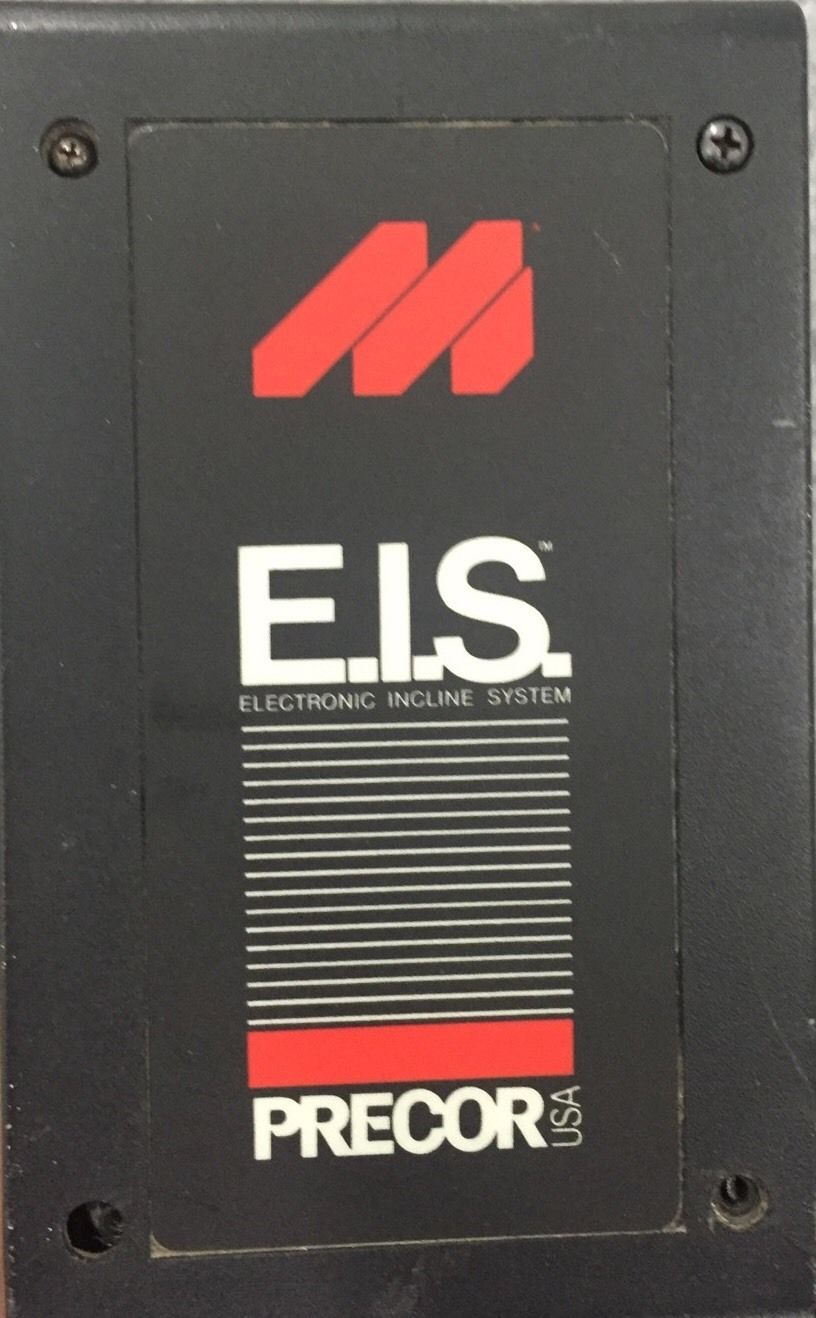 E.I.S.™
ELECTRONIC INCLINE SYSTEM
PRECOR USA